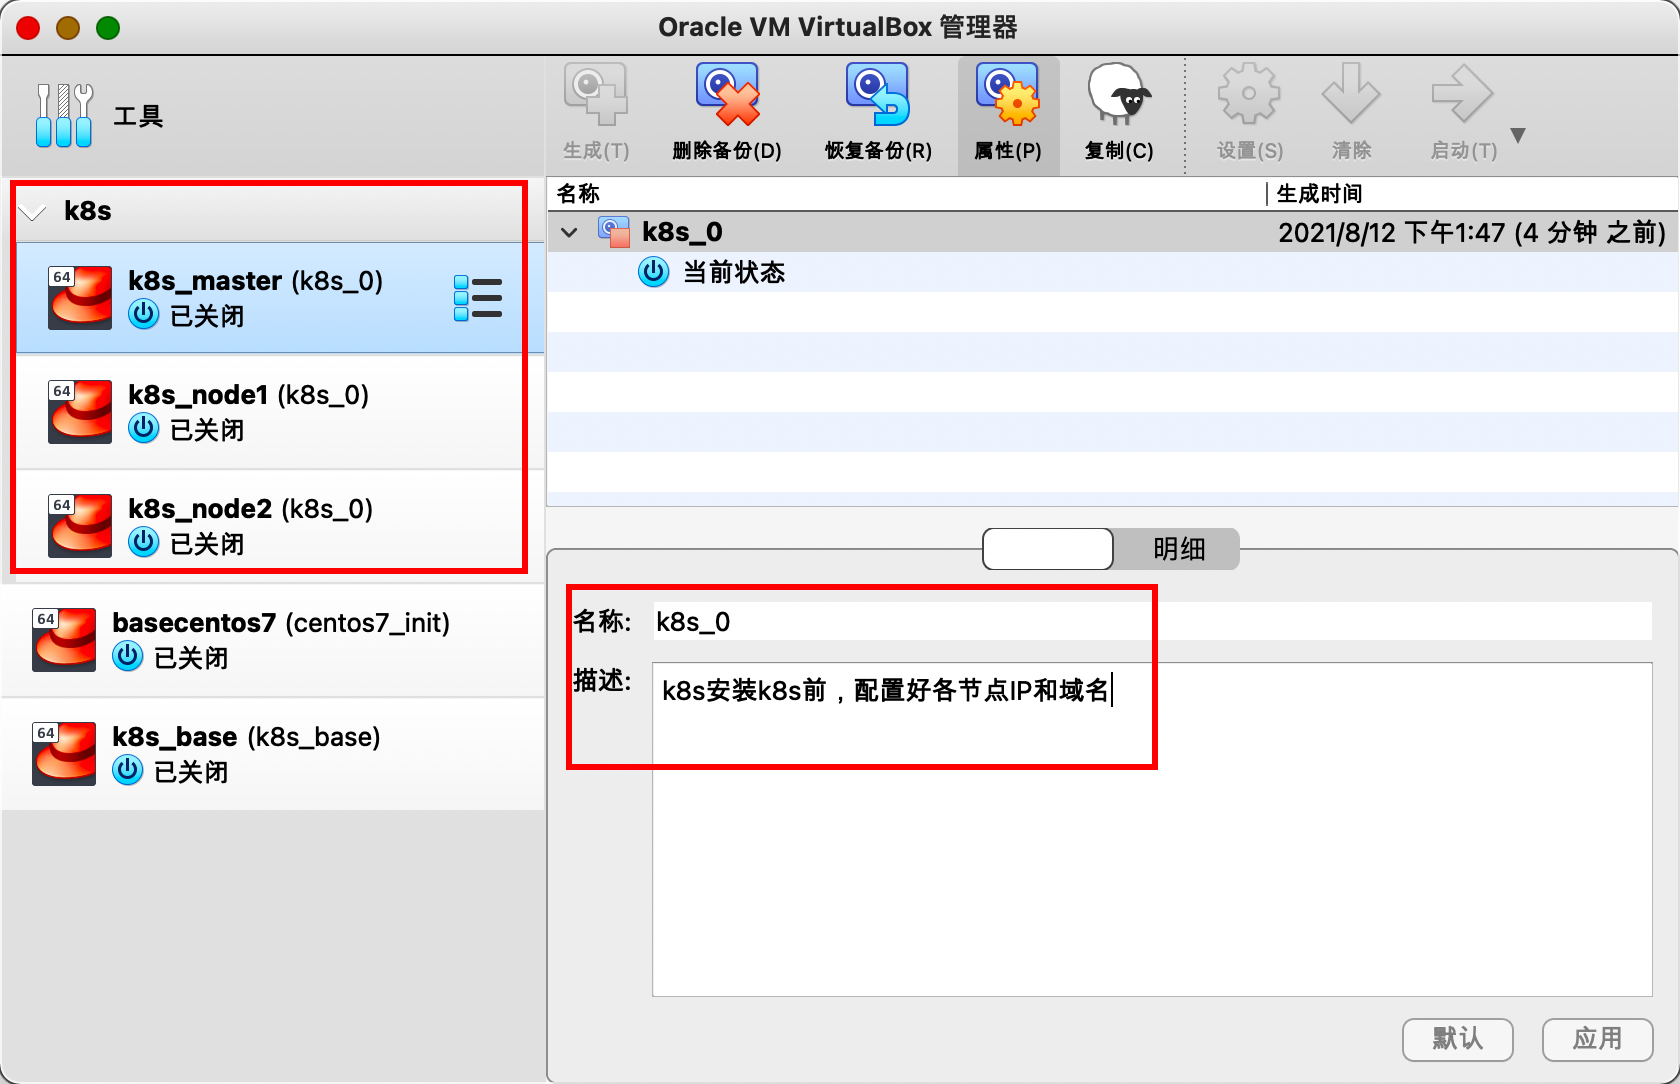 Oracle VM VirtualBox 管理器
工具
生成(T)
删除备份(D)
恢复备份(R)
属性(P)
复制(C)
设置(S)
清除
启动(T)
k8s
64
k8s_master (k8s_0)
已关闭
64
k8s_node1 (k8s_0)
已关闭
64
k8s_node2 (k8s_0)
已关闭
64
basecentos7 (centos7_init)
已关闭
64
k8s_base (k8s_base)
已关闭
名称
生成时间
k8s_0
2021/8/12 下午1:47 (4 分钟 之前)
当前状态
明细
名称:
k8s_0
描述:
k8s安装k8s前，配置好各节点IP和域名
默认
应用